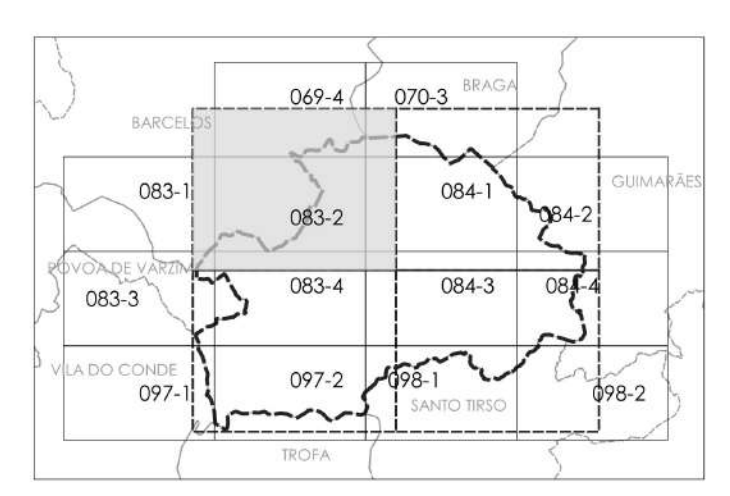 BRAGA
069-4 070-3
BARCELOS
083-1 084-1 GUIMARÃES
083-2 084-2
PÓVOA DE VARZIM
083-3 083-4 084-3 084-4
VILA DO CONDE
097-1 097-2 098-1 098-2
SANTO TIRSO
TROFA